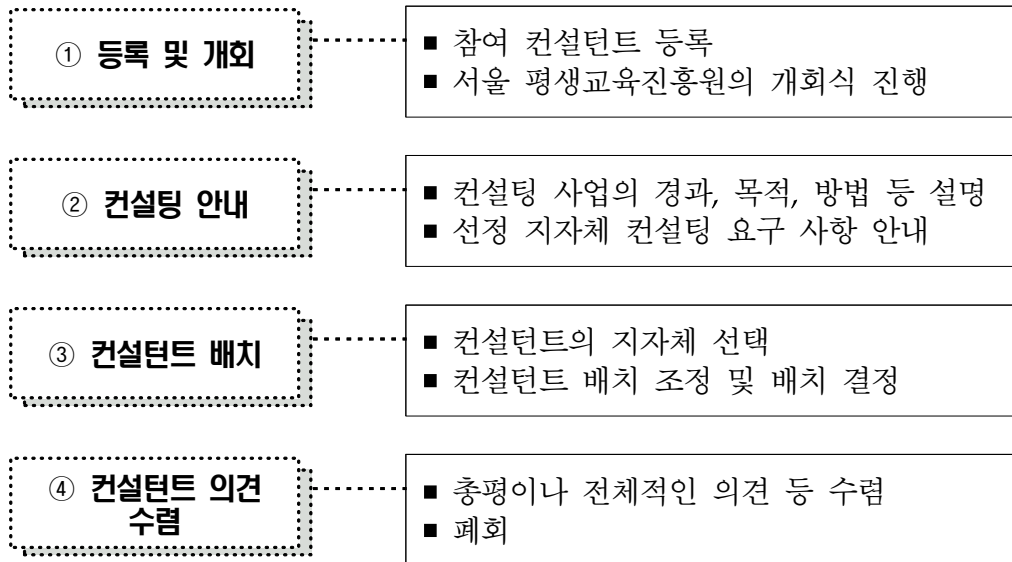 ① 등록 및 개회
■ 참여 컨설턴트 등록
■ 서울 평생교육진흥원의 개회식 진행
② 컨설팅 안내
■ 컨설팅 사업의 경과, 목적, 방법 등 설명
■ 선정 지자체 컨설팅 요구 사항 안내
③ 컨설턴트 배치
■ 컨설턴트의 지자체 선택
■ 컨설턴트 배치 조정 및 배치 결정
④ 컨설턴트 의견
수렴
■ 총평이나 전체적인 의견 등 수렴
■ 폐회